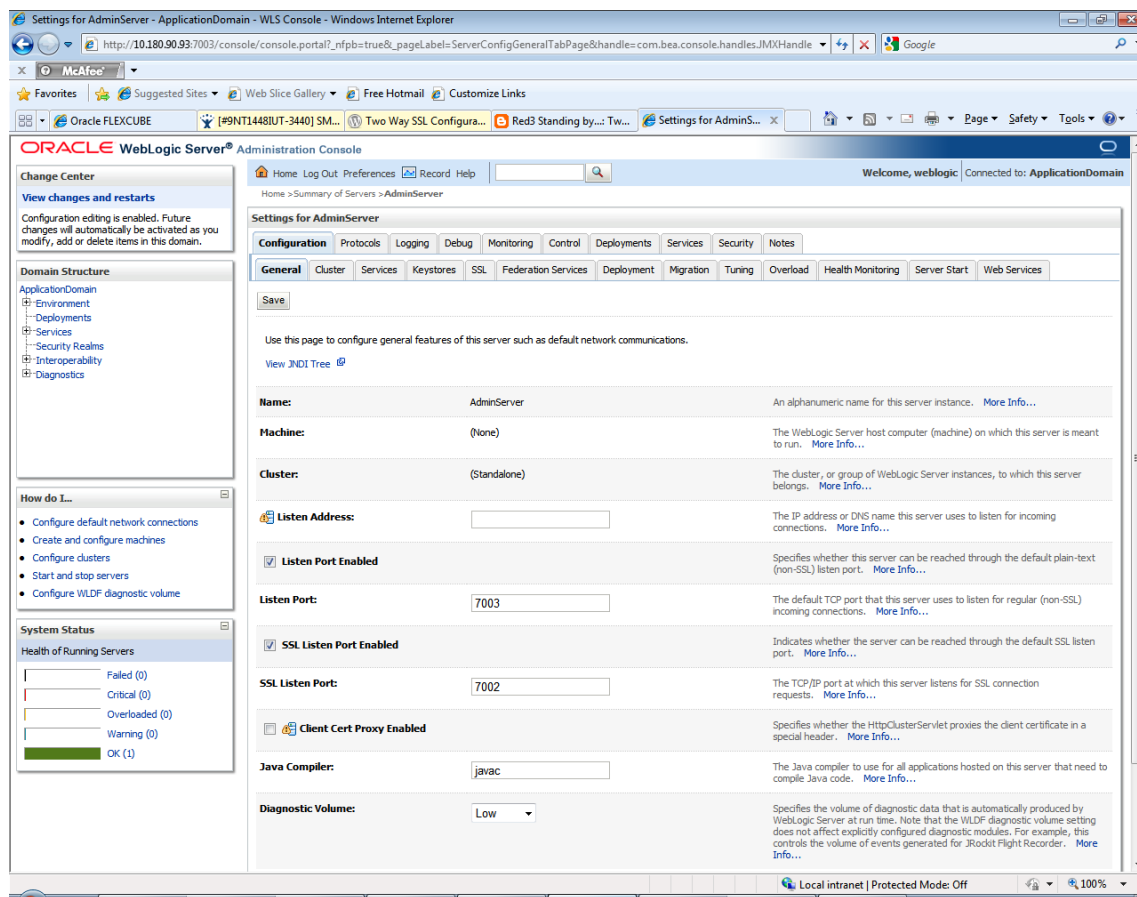 Settings for AdminServer - ApplicationDomain - WLS Console - Windows Internet Explorer
http://10.180.90.93:7003/console/console.portal?_nfpb=true&_pageLabel=ServerConfigGeneralTabPage&handle=com.bea.console.handles.JMXHandle
Google
x McAfee
Favorites Suggested Sites Web Slice Gallery Free Hotmail Customize Links
Oracle FLEXCUBE [#9NT1448IUT-3440] SM... Two Way SSL Configura... Red3 Standing by...: Tw... Settings for AdminS... X Page Safety Tools
ORACLE WebLogic Server® Administration Console
Change Center
View changes and restarts
Configuration editing is enabled. Future
changes will automatically be activated as you
modify, add or delete items in this domain.
Domain Structure
ApplicationDomain
Environment
Deployments
Services
Security Realms
Interoperability
Diagnostics
How do I...
Configure default network connections
Create and configure machines
Configure clusters
Start and stop servers
Configure WLDF diagnostic volume
System Status
Health of Running Servers
Failed (0)
Critical (0)
Overloaded (0)
Warning (0)
OK (1)
Home Log Out Preferences Record Help
Welcome, weblogic Connected to: ApplicationDomain
Home >Summary of Servers >AdminServer
Settings for AdminServer
Configuration Protocols Logging Debug Monitoring Control Deployments Services Security Notes
General Cluster Services Keystores SSL Federation Services Deployment Migration Tuning Overload Health Monitoring Server Start Web Services
Save
Use this page to configure general features of this server such as default network communications.
View JNDI Tree
Name: AdminServer An alphanumeric name for this server instance. More Info...
Machine: (None) The WebLogic Server host computer (machine) on which this server is meant
to run. More Info...
Cluster: (Standalone) The cluster, or group of WebLogic Server instances, to which this server
belongs. More Info...
Listen Address: The IP address or DNS name this server uses to listen for incoming
connections. More Info...
Listen Port Enabled Specifies whether this server can be reached through the default plain-text
(non-SSL) listen port. More Info...
Listen Port: 7003 The default TCP port that this server uses to listen for regular (non-SSL)
incoming connections. More Info...
SSL Listen Port Enabled Indicates whether the server can be reached through the default SSL listen
port. More Info...
SSL Listen Port: 7002 The TCP/IP port at which this server listens for SSL connection
requests. More Info...
Client Cert Proxy Enabled Specifies whether the HttpClusterServlet proxies the client certificate in a
special header. More Info...
Java Compiler: javac The Java compiler to use for all applications hosted on this server that need to
compile Java code. More Info...
Diagnostic Volume: Low Specifies the volume of diagnostic data that is automatically produced by
WebLogic Server at run time. Note that the WLDF diagnostic volume setting
does not affect explicitly configured diagnostic modules. For example, this
controls the volume of events generated for JRockit Flight Recorder. More
Info...
Local intranet | Protected Mode: Off 100%